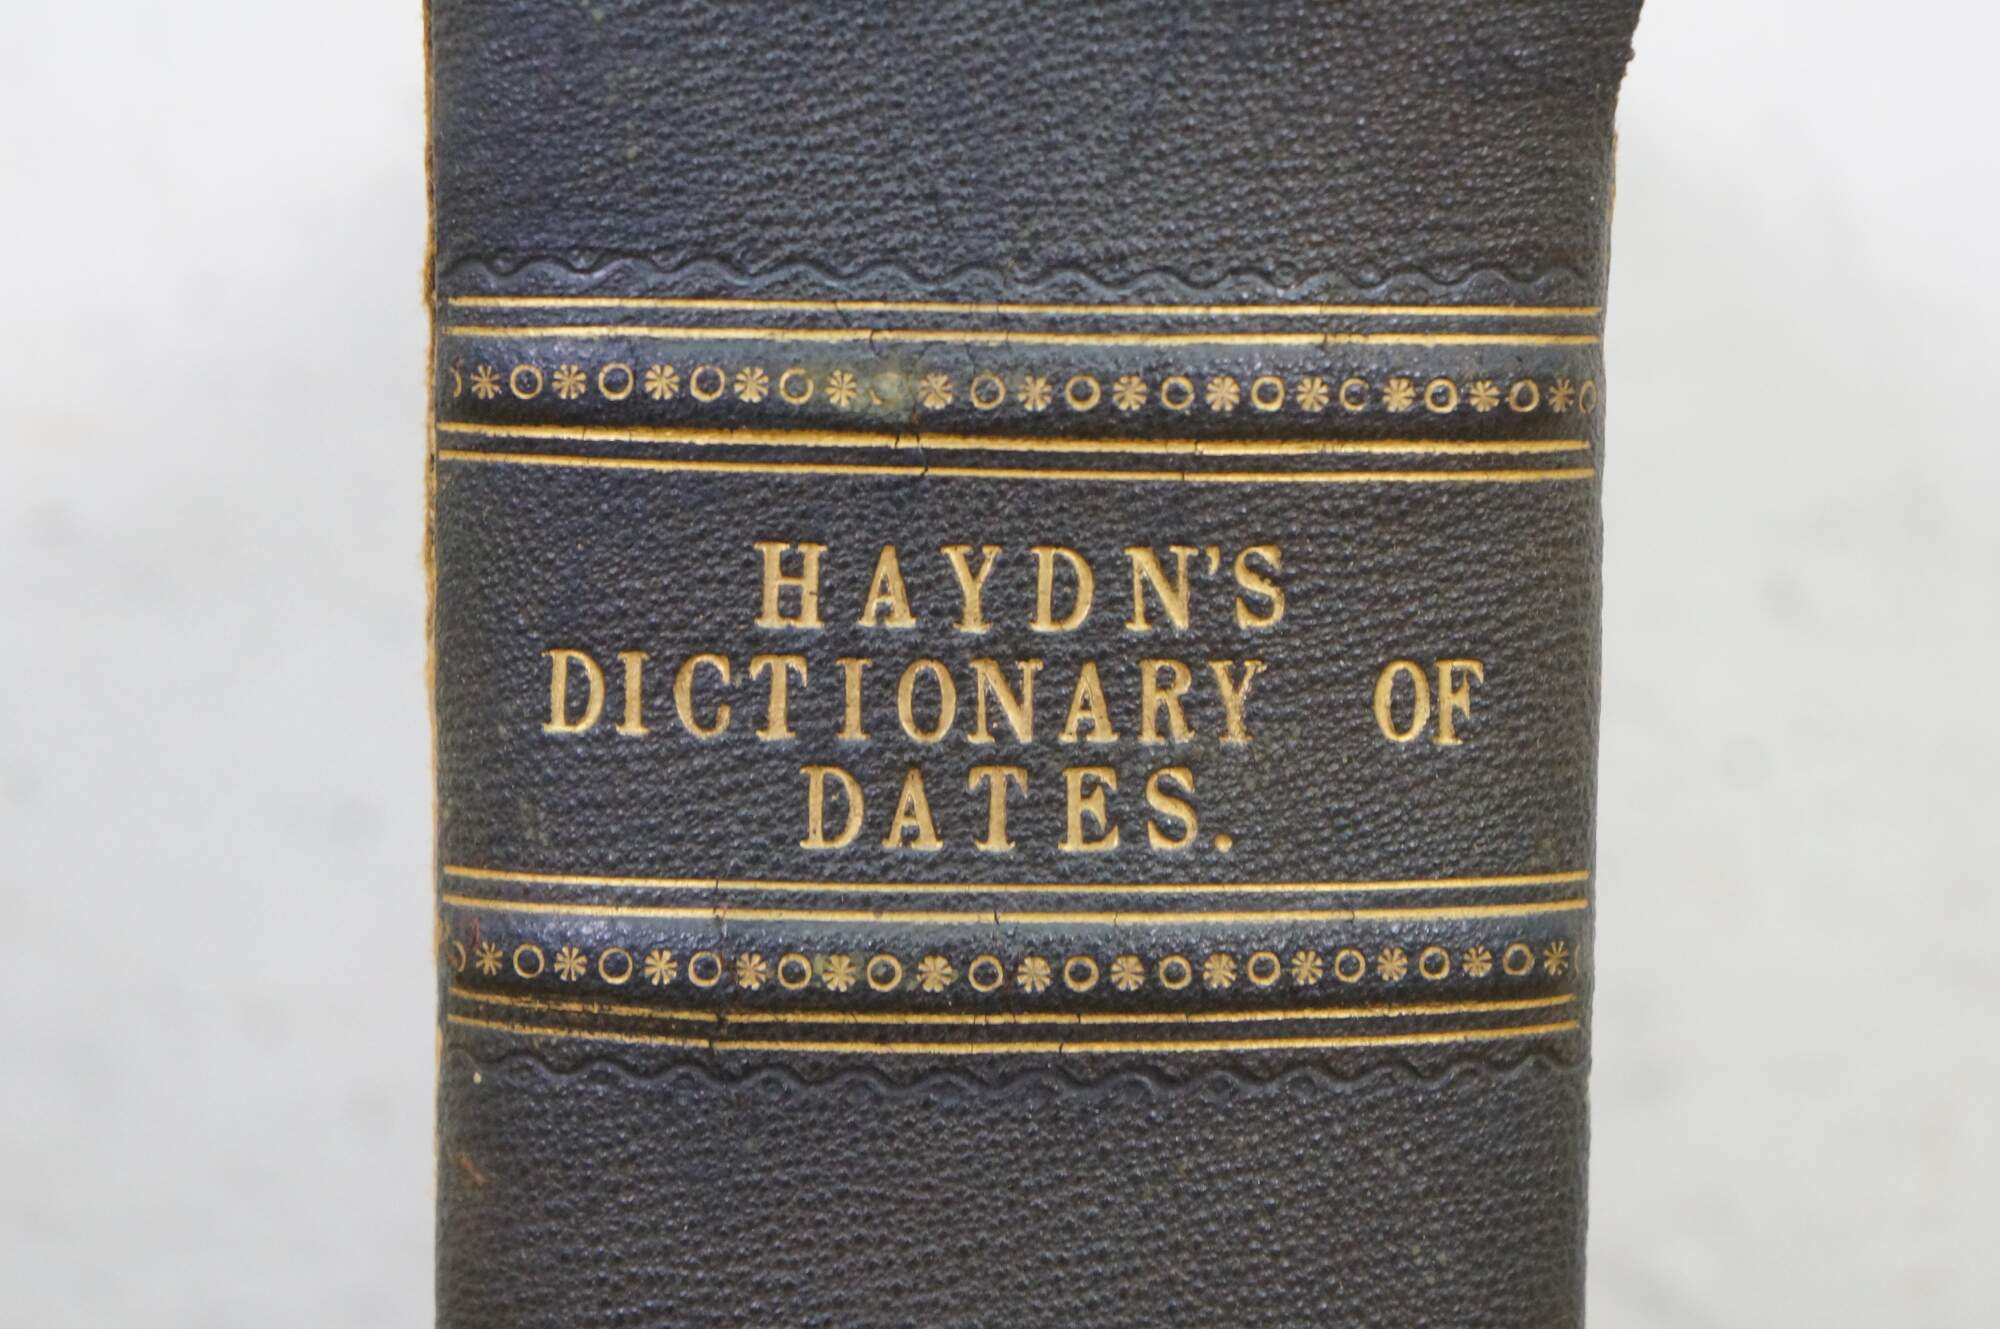 HAYDN'S
DICTIONARY OF
DATES.